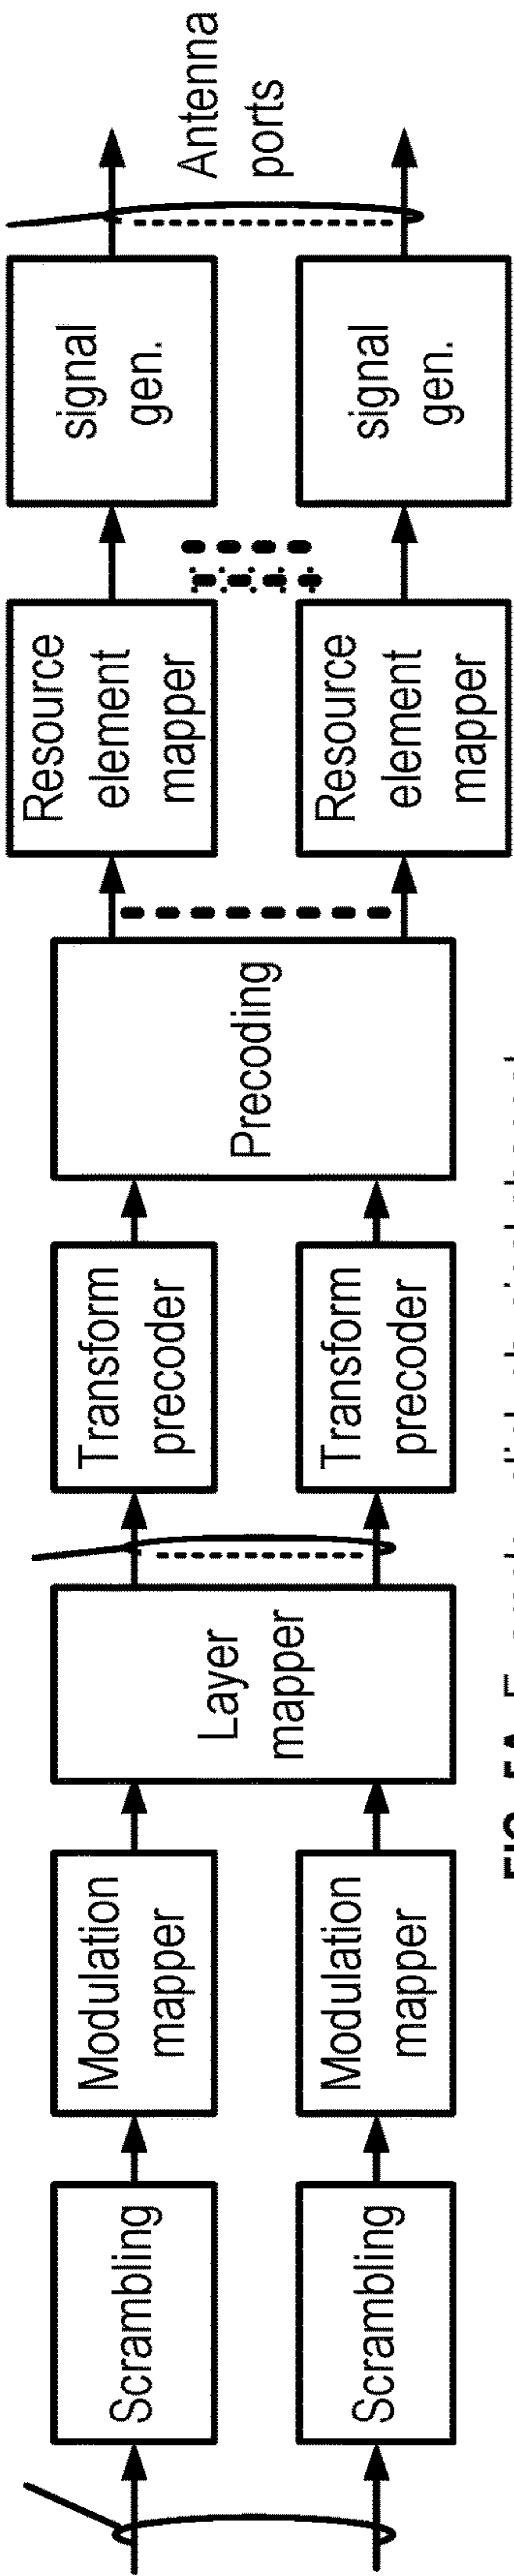 Scrambling
Modulation
mapper
Layer
mapper
Transform
precoder
Precoding
Resource
element
mapper
signal
gen.
Antenna
ports
Scrambling
Modulation
mapper
Transform
precoder
Resource
element
mapper
signal
gen.